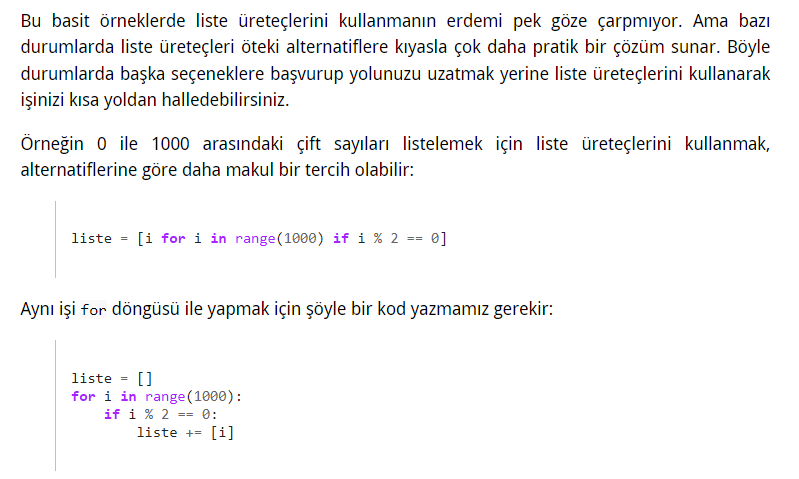 Bu basit örneklerde liste üreteçlerini kullanmanın erdemi pek göze çarpmıyor. Ama bazı
durumlarda liste üreteçleri öteki alternatiflere kıyasla çok daha pratik bir çözüm sunar. Böyle
durumlarda başka seçeneklere başvurup yolunuzu uzatmak yerine liste üreteçlerini kullanarak
işinizi kısa yoldan halledebilirsiniz.
Örneğin 0 ile 1000 arasındaki çift sayıları listelemek için liste üreteçlerini kullanmak,
alternatiflerine göre daha makul bir tercih olabilir:
liste = [i for i in range(1000) if i % 2 == 0]
Aynı işi for döngüsü ile yapmak için şöyle bir kod yazmamız gerekir:
liste = []
for i in range(1000):
    if i % 2 == 0:
        liste += [i]